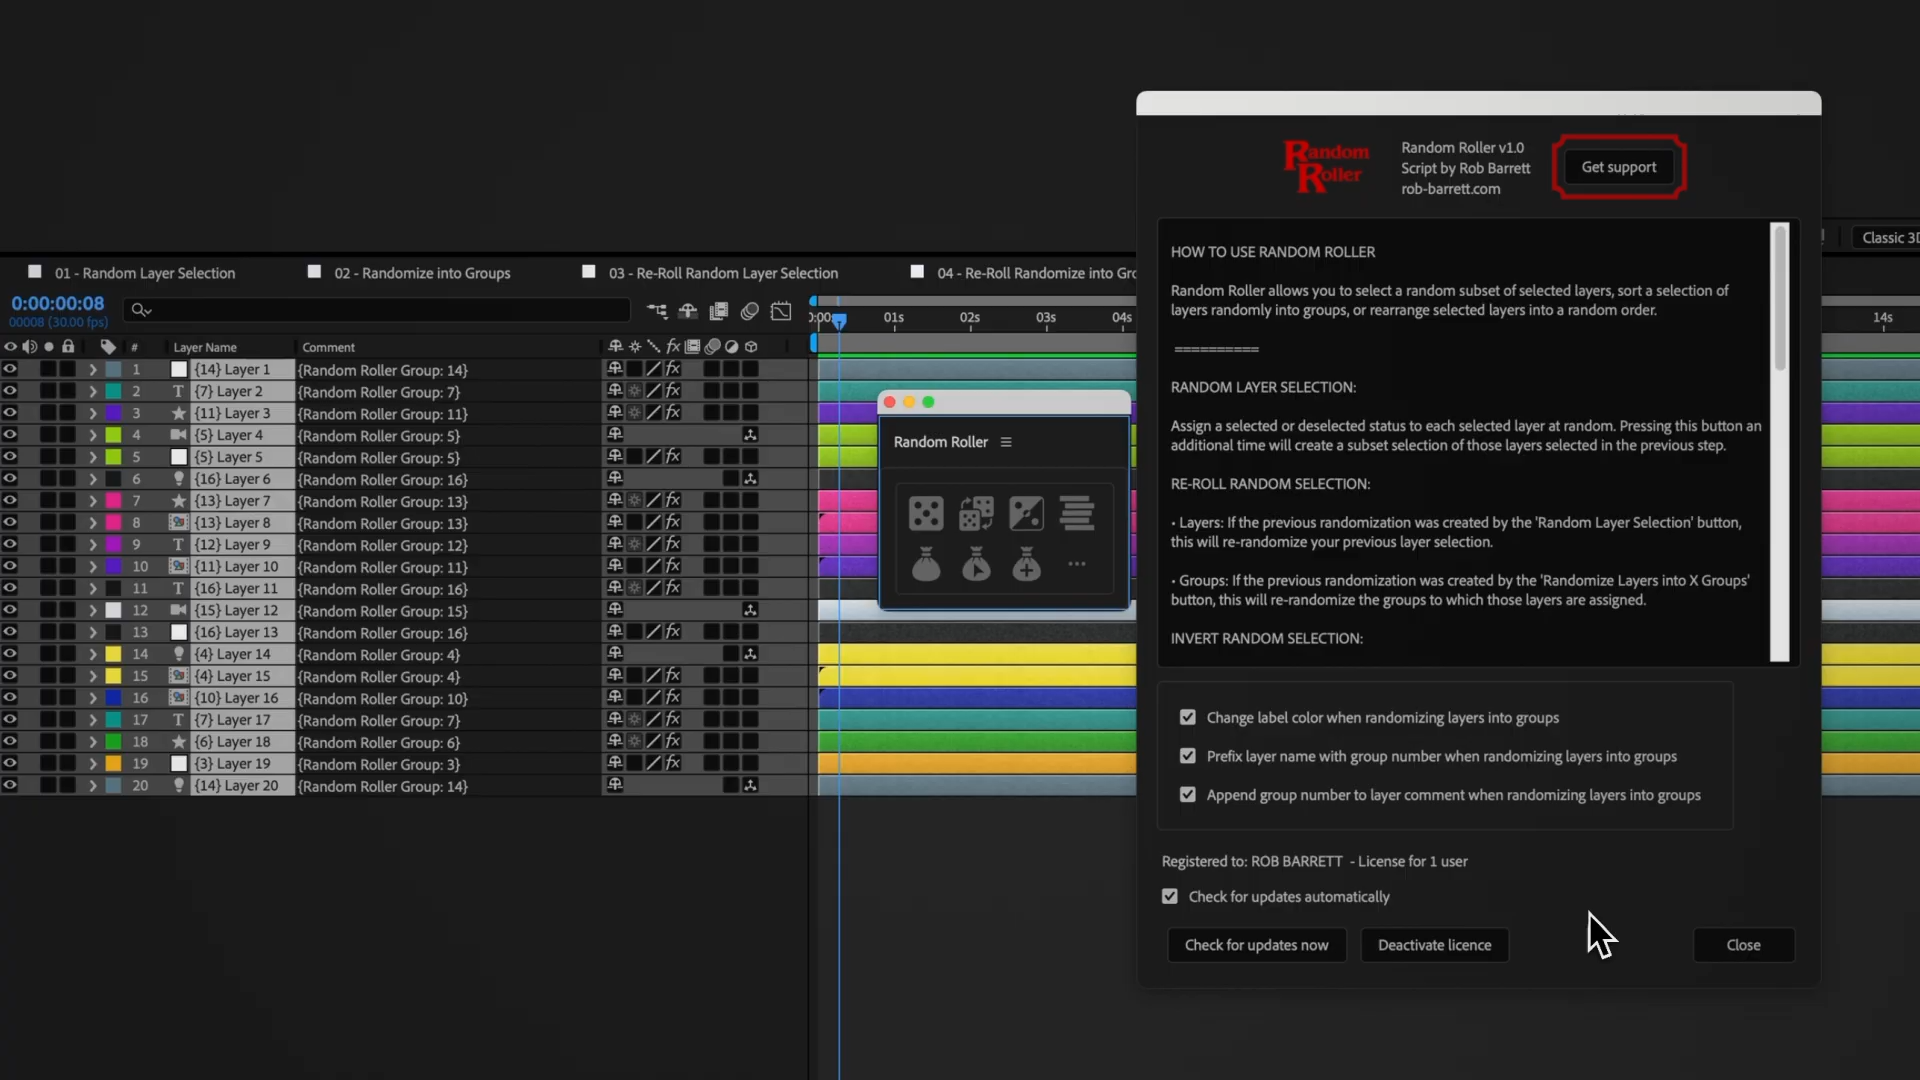 Random
Roller
Random Roller v1.0
Script by Rob Barrett
rob-barrett.com
Get support
HOW TO USE RANDOM ROLLER
Random Roller allows you to select a random subset of selected layers, sort a selection of
layers randomly into groups, or rearrange selected layers into a random order.
==========
RANDOM LAYER SELECTION:
Assign a selected or deselected status to each selected layer at random. Pressing this button an
additional time will create a subset selection of those layers selected in the previous step.
RE-ROLL RANDOM SELECTION:
• Layers: If the previous randomization was created by the 'Random Layer Selection' button,
this will re-randomize your previous layer selection.
• Groups: If the previous randomization was created by the 'Randomize Layers into X Groups'
button, this will re-randomize the groups to which those layers are assigned.
INVERT RANDOM SELECTION:
Change label color when randomizing layers into groups
Prefix layer name with group number when randomizing layers into groups
Append group number to layer comment when randomizing layers into groups
Registered to: ROB BARRETT - License for 1 user
Check for updates automatically
Check for updates now
Deactivate licence
Close
Classic 3D
01 - Random Layer Selection
02 - Randomize into Groups
03 - Re-Roll Random Layer Selection
04 - Re-Roll Randomize into Gro
0:00:00:08
00008 (30.00 fps)
01s
02s
03s
04s
14s
# Layer Name Comment
1 {14} Layer 1 {Random Roller Group: 14}
2 {7} Layer 2 {Random Roller Group: 7}
3 {11} Layer 3 {Random Roller Group: 11}
4 {5} Layer 4 {Random Roller Group: 5}
5 {5} Layer 5 {Random Roller Group: 5}
6 {16} Layer 6 {Random Roller Group: 16}
7 {13} Layer 7 {Random Roller Group: 13}
8 {13} Layer 8 {Random Roller Group: 13}
9 {12} Layer 9 {Random Roller Group: 12}
10 {11} Layer 10 {Random Roller Group: 11}
11 {16} Layer 11 {Random Roller Group: 16}
12 {15} Layer 12 {Random Roller Group: 15}
13 {16} Layer 13 {Random Roller Group: 16}
14 {4} Layer 14 {Random Roller Group: 4}
15 {4} Layer 15 {Random Roller Group: 4}
16 {10} Layer 16 {Random Roller Group: 10}
17 {7} Layer 17 {Random Roller Group: 7}
18 {6} Layer 18 {Random Roller Group: 6}
19 {3} Layer 19 {Random Roller Group: 3}
20 {14} Layer 20 {Random Roller Group: 14}
Random Roller